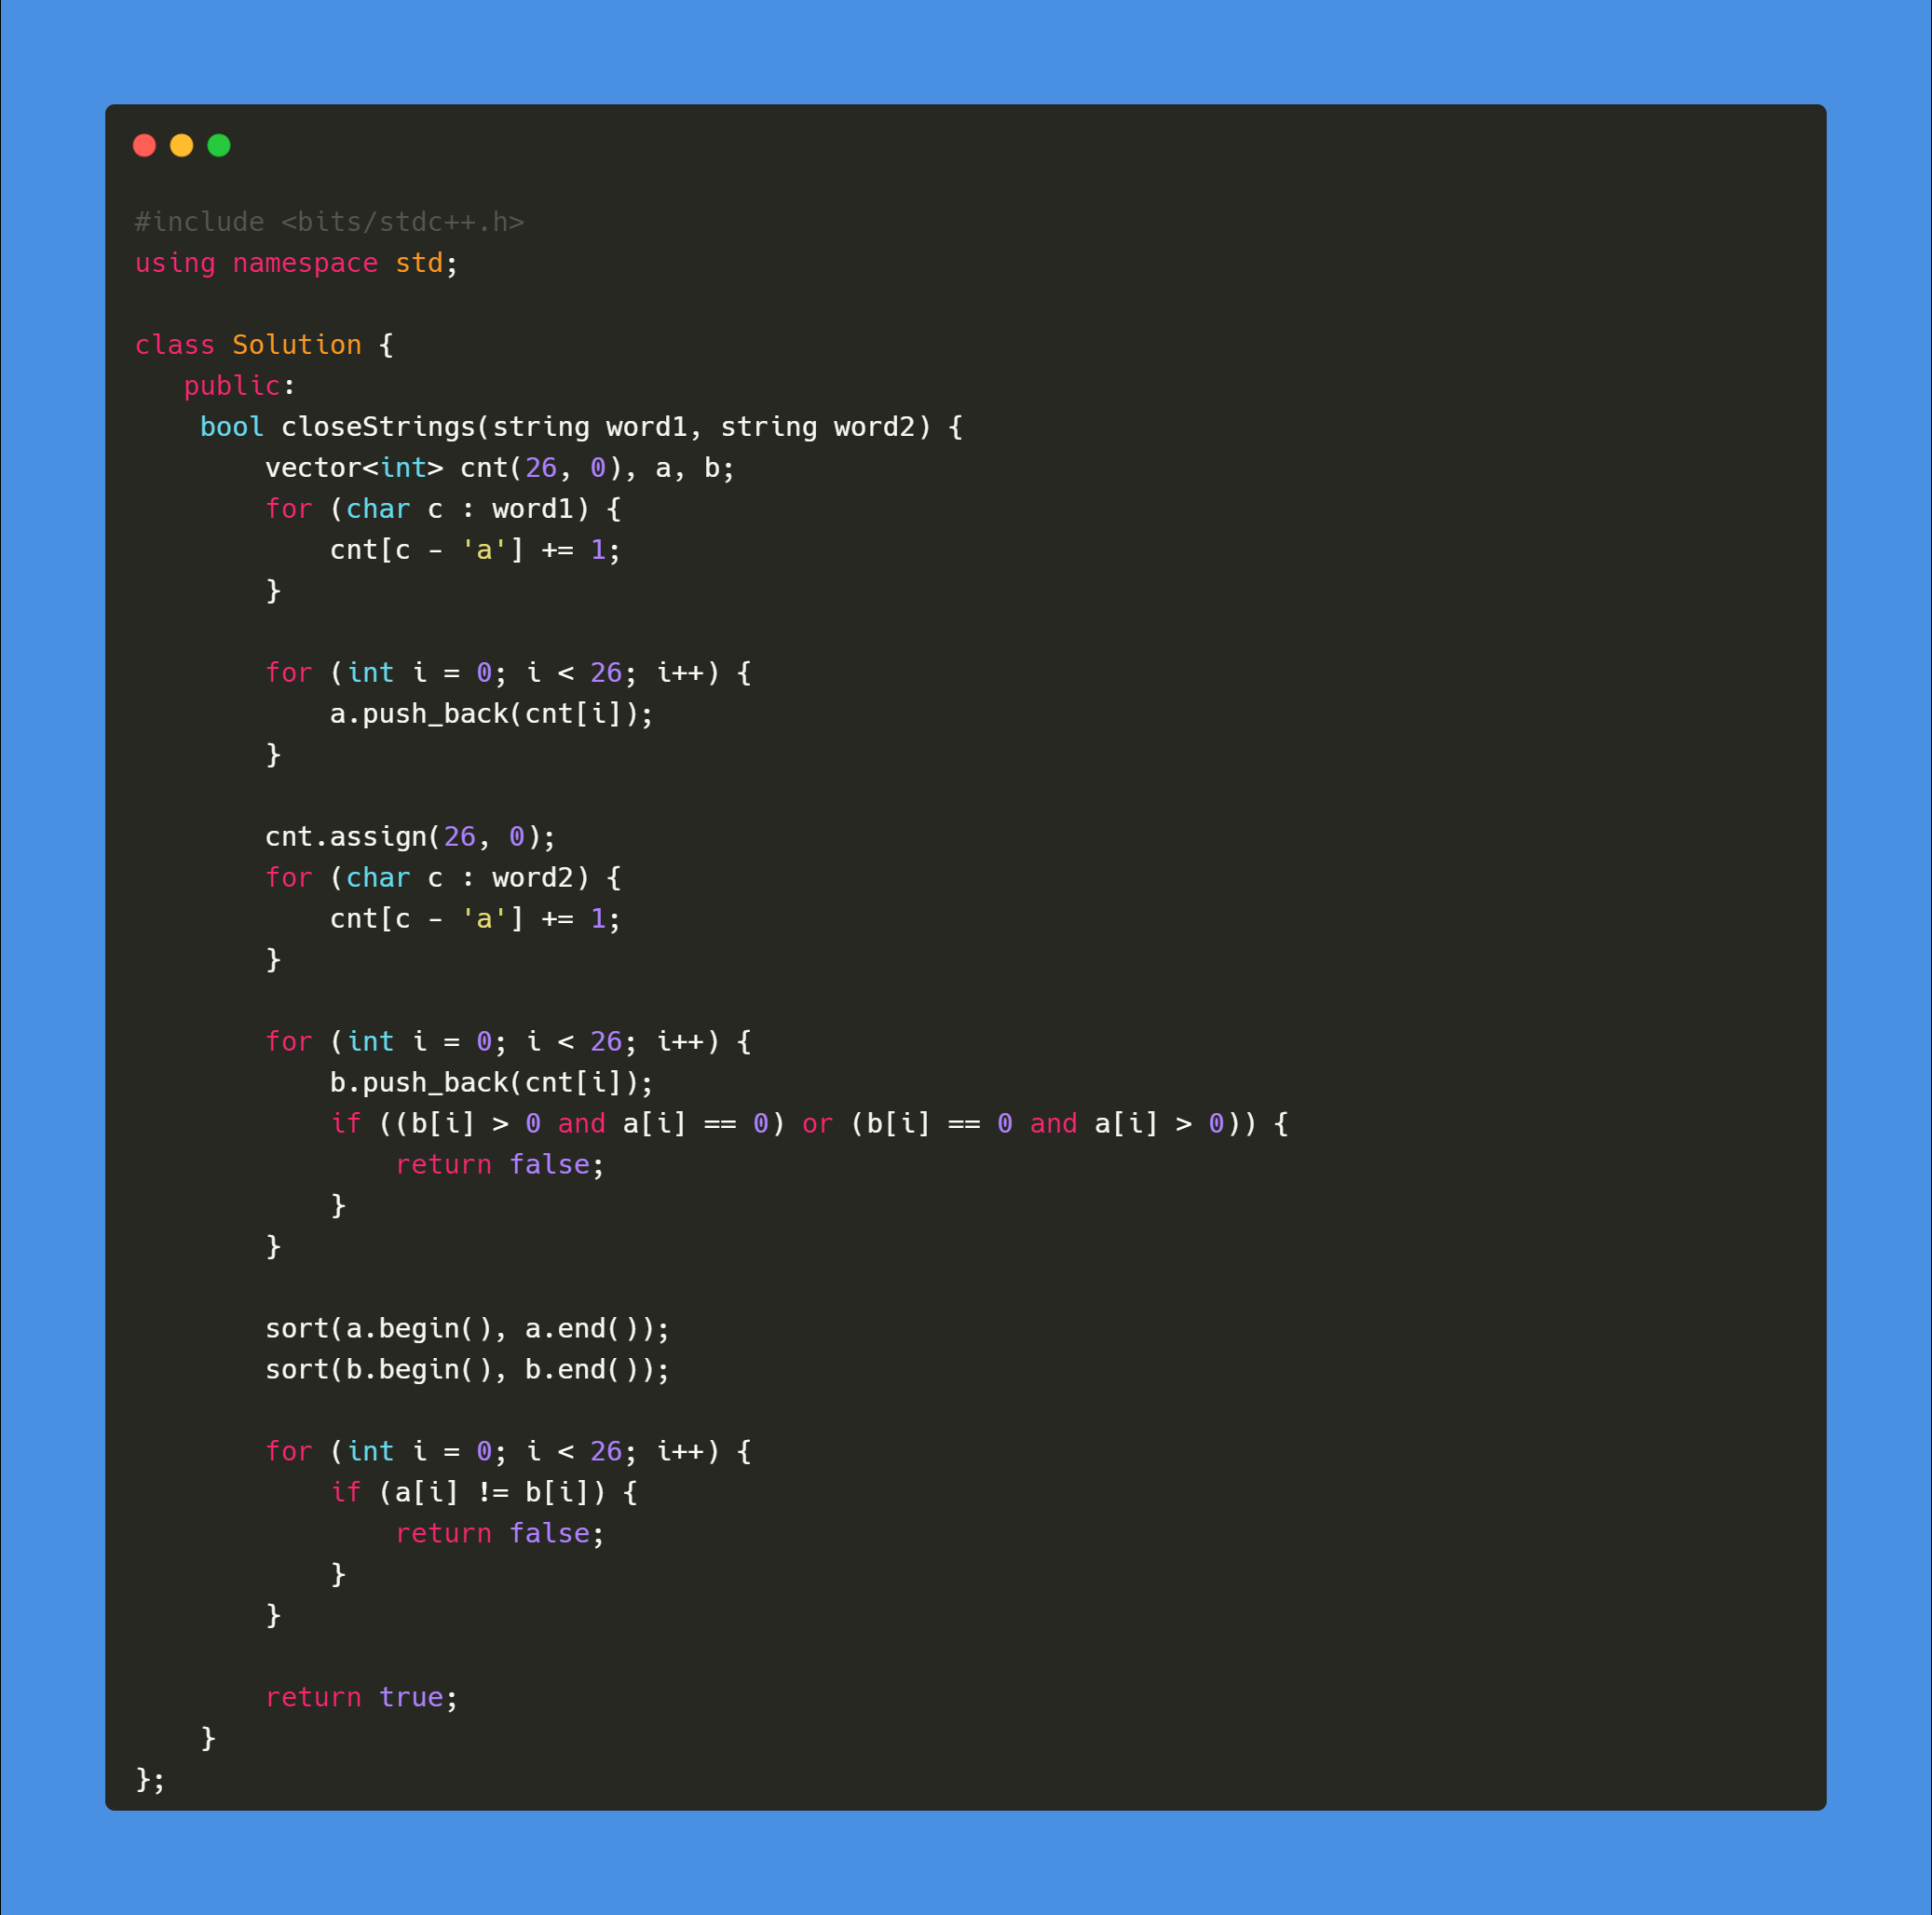 #include <bits/stdc++.h>
using namespace std;

class Solution {
   public:
    bool closeStrings(string word1, string word2) {
        vector<int> cnt(26, 0), a, b;
        for (char c : word1) {
            cnt[c - 'a'] += 1;
        }

        for (int i = 0; i < 26; i++) {
            a.push_back(cnt[i]);
        }

        cnt.assign(26, 0);
        for (char c : word2) {
            cnt[c - 'a'] += 1;
        }

        for (int i = 0; i < 26; i++) {
            b.push_back(cnt[i]);
            if ((b[i] > 0 and a[i] == 0) or (b[i] == 0 and a[i] > 0)) {
                return false;
            }
        }

        sort(a.begin(), a.end());
        sort(b.begin(), b.end());

        for (int i = 0; i < 26; i++) {
            if (a[i] != b[i]) {
                return false;
            }
        }

        return true;
    }
};